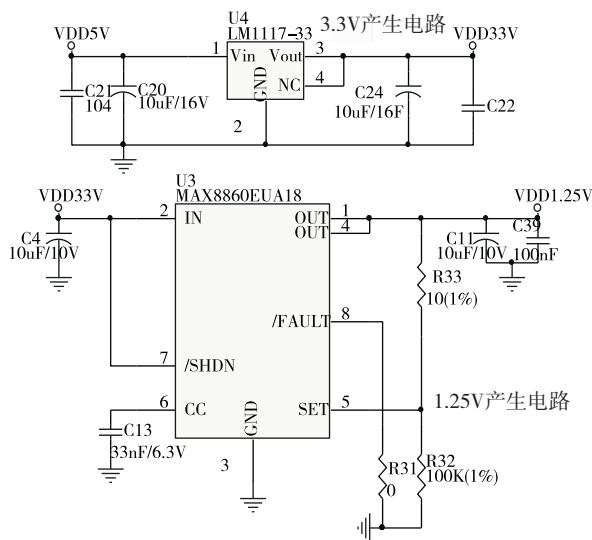 U4
LM1117-33
3.3V产生电路
VDD5V
VDD33V
1
Vin
Vout
3
GND
NC
4
C21
104
C20
10uF/16V
C24
10uF/16F
C22
2
U3
MAX8860EUA18
VDD33V
VDD1.25V
2
IN
OUT
1
OUT
4
C4
10uF/10V
C11
10uF/10V
C39
100nF
R33
10(1%)
/FAULT
8
7
/SHDN
6
CC
SET
5
1.25V产生电路
GND
C13
33nF/6.3V
3
R31
0
R32
100K(1%)